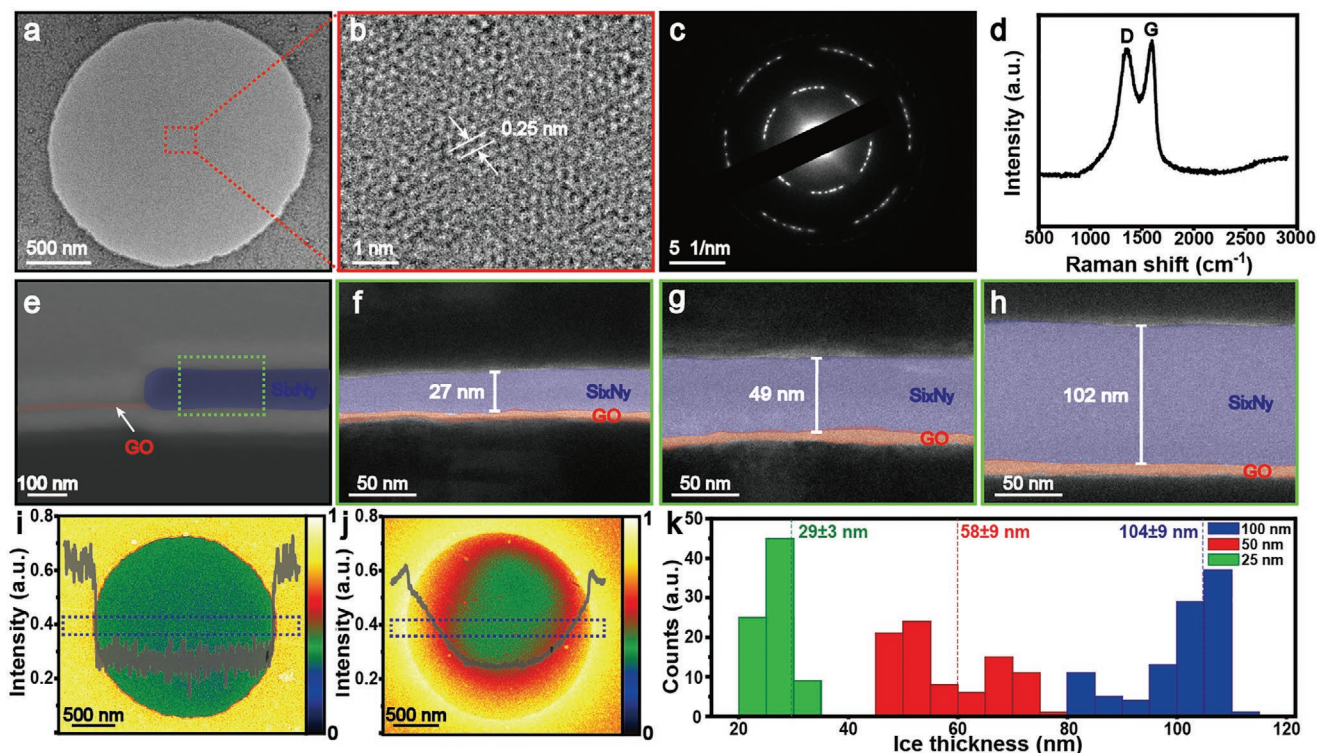 a
500 nm
b
0.25 nm
1 nm
c
5 1/nm
d
D
G
Intensity (a.u.)
500 1000 1500 2000 2500 3000
Raman shift (cm⁻¹)
e
SixNy
GO
100 nm
f
27 nm
SixNy
GO
50 nm
g
49 nm
SixNy
GO
50 nm
h
102 nm
SixNy
GO
50 nm
i
Intensity (a.u.)
0.8
0.6
0.4
0.2
500 nm
1
0
j
Intensity (a.u.)
0.8
0.6
0.4
0.2
500 nm
1
0
k
Counts (a.u.)
50
40
30
20
10
0
29±3 nm
58±9 nm
104±9 nm
100 nm
50 nm
25 nm
20 40 60 80 100 120
Ice thickness (nm)